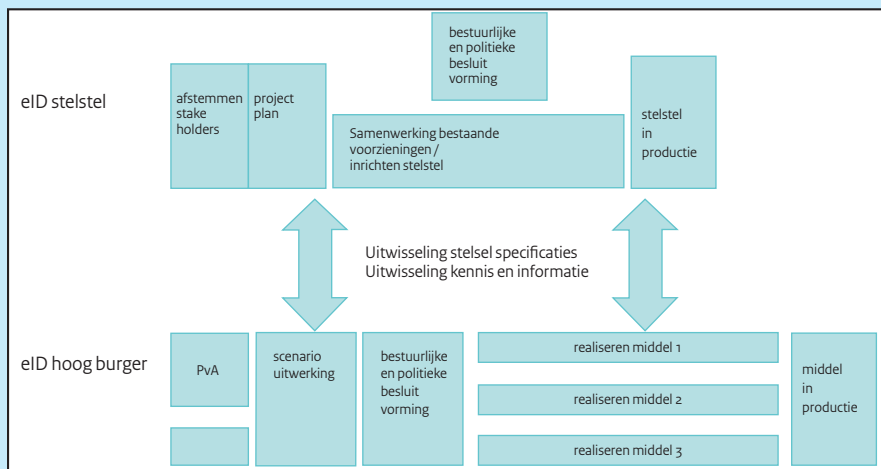 eID stelstel
afstemmen
stake
holders
project
plan
bestuurlijke
en politieke
besluit
vorming
Samenwerking bestaande
voorzieningen /
inrichten stelstel
stelstel
in
productie
Uitwisseling stelsel specificaties
Uitwisseling kennis en informatie
eID hoog burger
PvA
scenario
uitwerking
bestuurlijke
en politieke
besluit
vorming
realiseren middel 1
realiseren middel 2
realiseren middel 3
middel
in
productie